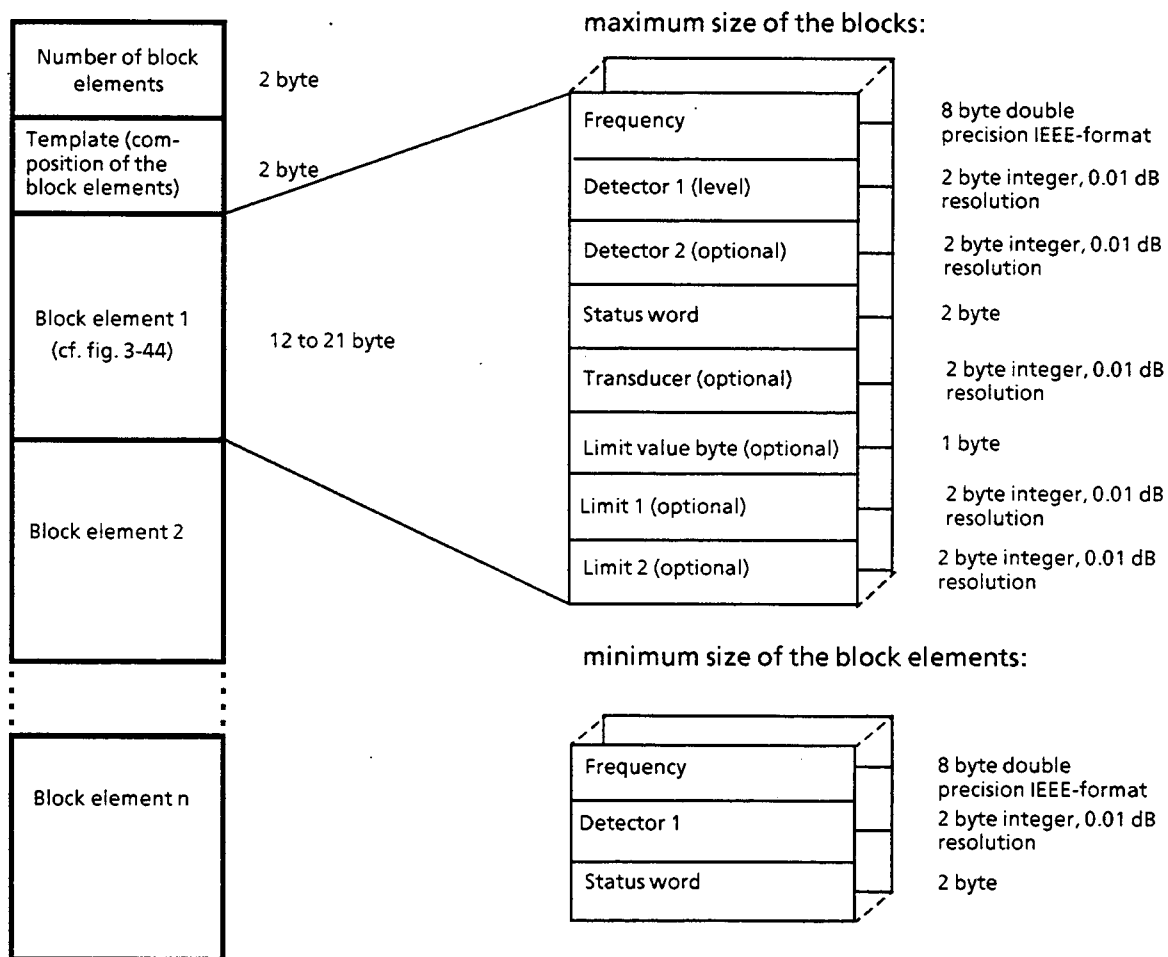 Number of block
elements
2 byte
Template (com-
position of the
block elements)
2 byte
Block element 1
(cf. fig. 3-44)
12 to 21 byte
Block element 2
Block element n
maximum size of the blocks:
Frequency
8 byte double
precision IEEE-format
Detector 1 (level)
2 byte integer, 0.01 dB
resolution
Detector 2 (optional)
2 byte integer, 0.01 dB
resolution
Status word
2 byte
Transducer (optional)
2 byte integer, 0.01 dB
resolution
Limit value byte (optional)
1 byte
Limit 1 (optional)
2 byte integer, 0.01 dB
resolution
Limit 2 (optional)
2 byte integer, 0.01 dB
resolution
minimum size of the block elements:
Frequency
8 byte double
precision IEEE-format
Detector 1
2 byte integer, 0.01 dB
resolution
Status word
2 byte